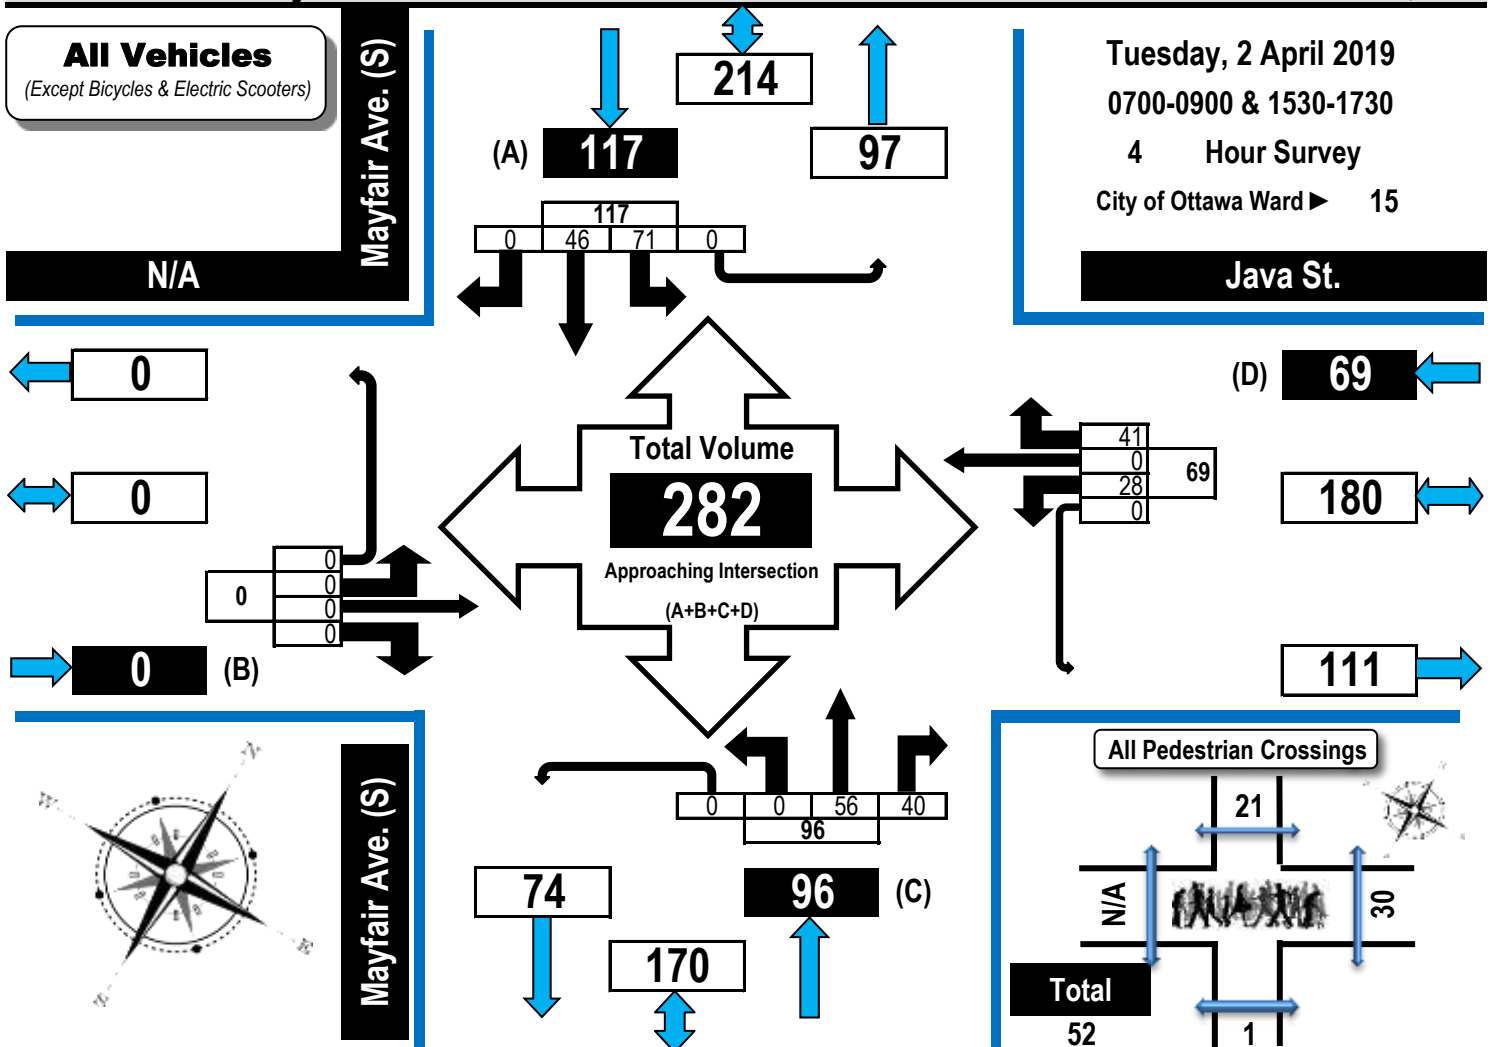 All Vehicles
(Except Bicycles & Electric Scooters)
Mayfair Ave. (S)
N/A
214
(A) 117
97
117
0 46 71 0
Tuesday, 2 April 2019
0700-0900 & 1530-1730
4 Hour Survey
City of Ottawa Ward ► 15
Java St.
0
0
0
0
0
0
0
0 (B)
Total Volume
282
Approaching Intersection
(A+B+C+D)
(D) 69
41
0
28
0
69
180
111
N
W
E
S
Mayfair Ave. (S)
0 0 56 40
96
74
96 (C)
170
All Pedestrian Crossings
21
N/A
30
Total
52
1